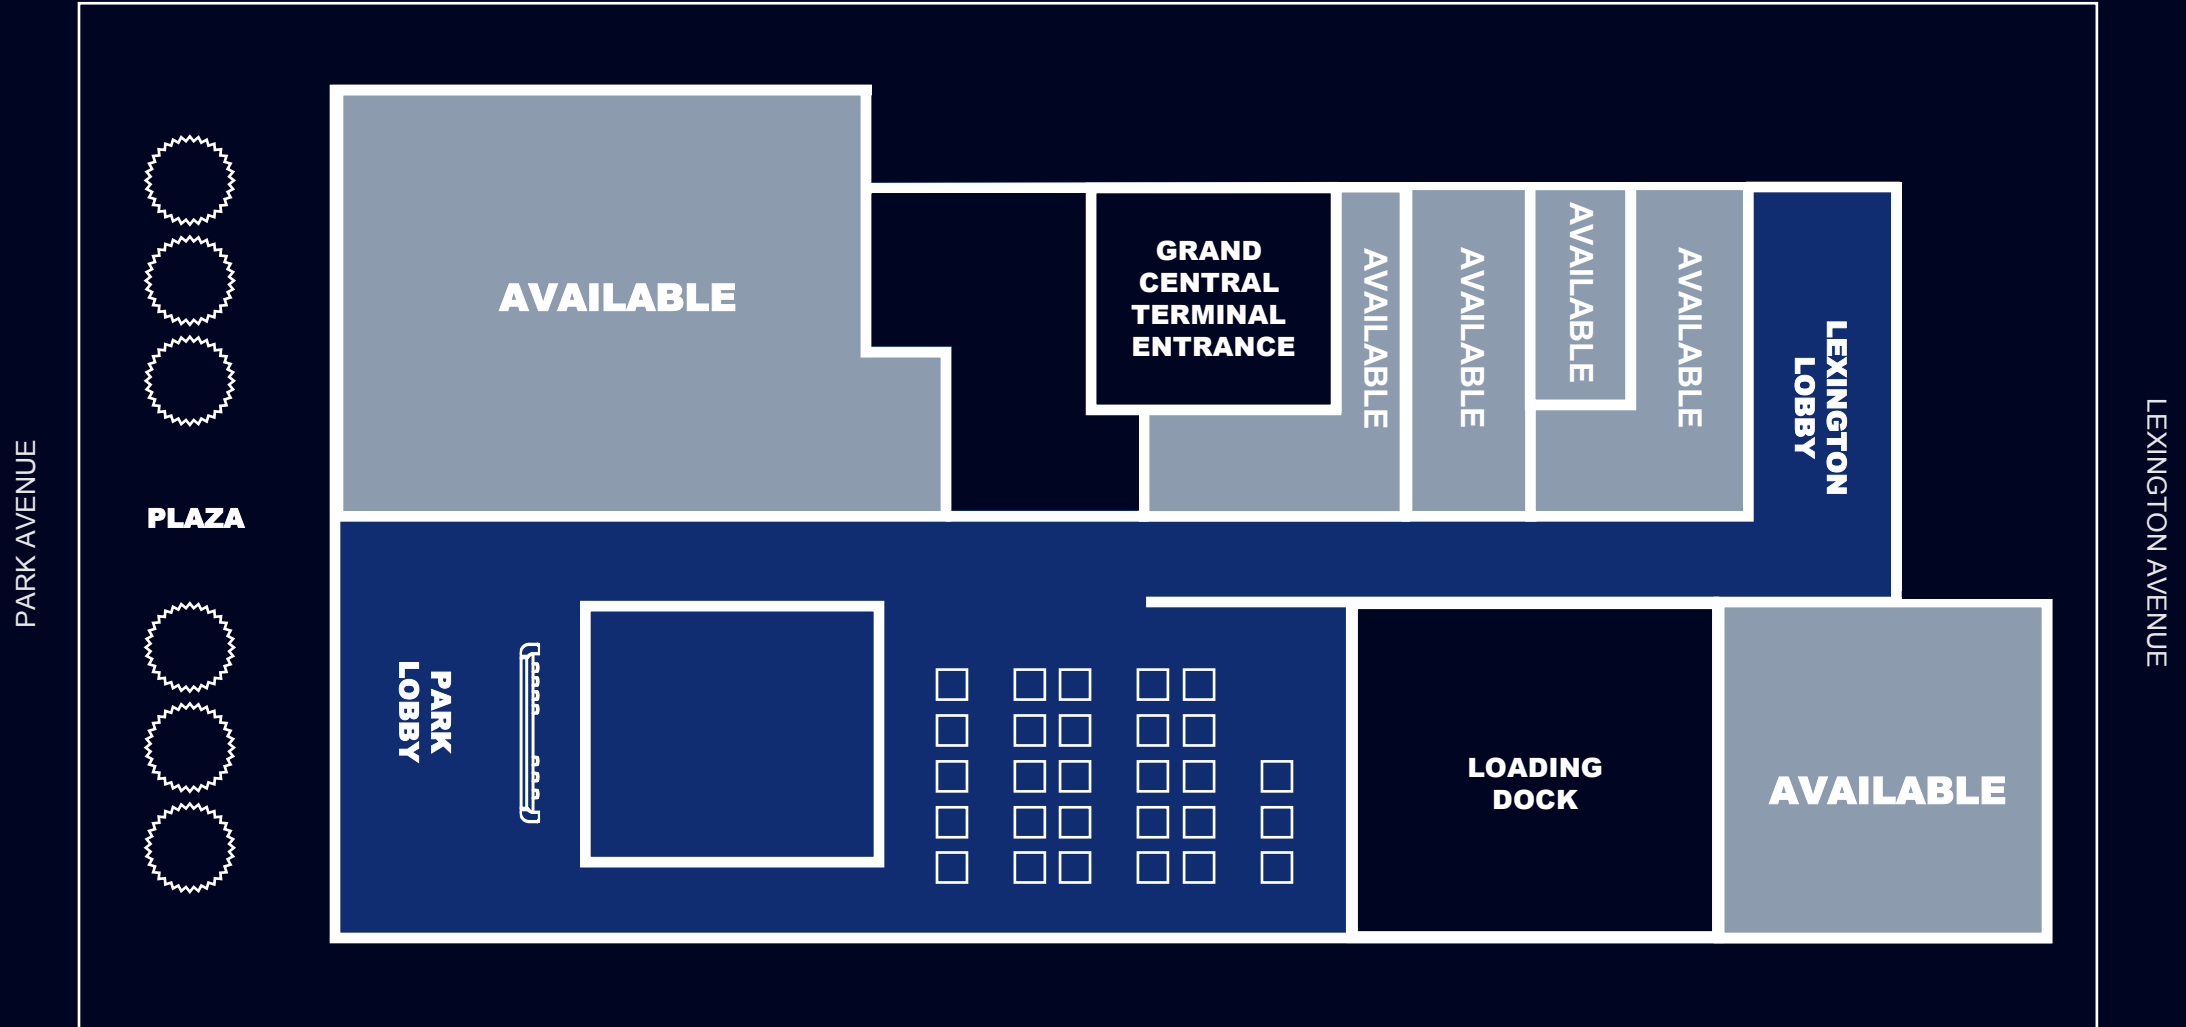 PARK AVENUE
PLAZA
AVAILABLE
GRAND
CENTRAL
TERMINAL
ENTRANCE
AVAILABLE
AVAILABLE
AVAILABLE
AVAILABLE
LEXINGTON
LOBBY
PARK
LOBBY
LOADING
DOCK
AVAILABLE
LEXINGTON AVENUE